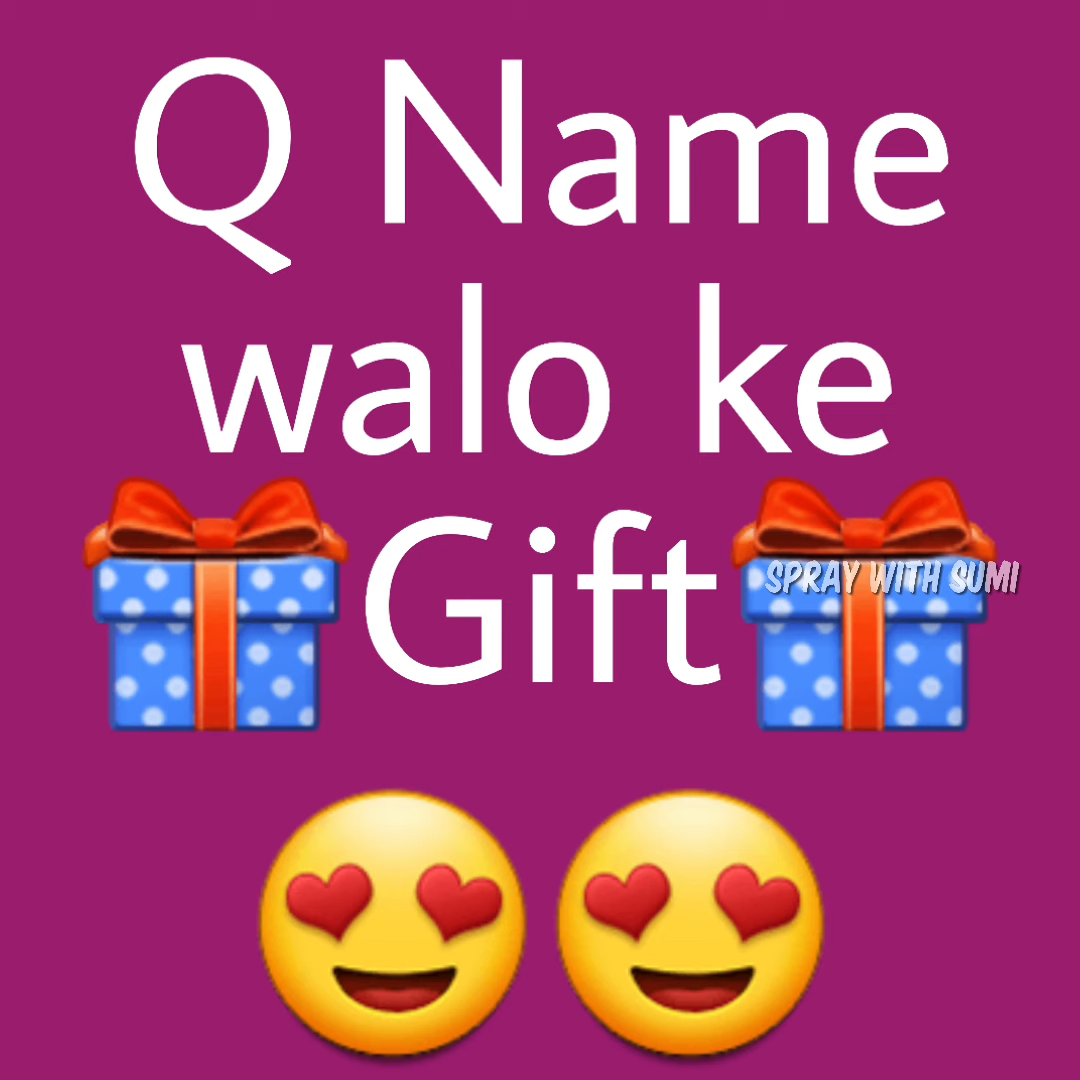 Q Name
walo ke
🎁Gift🎁
SPRAY WITH SUMI
😍😍